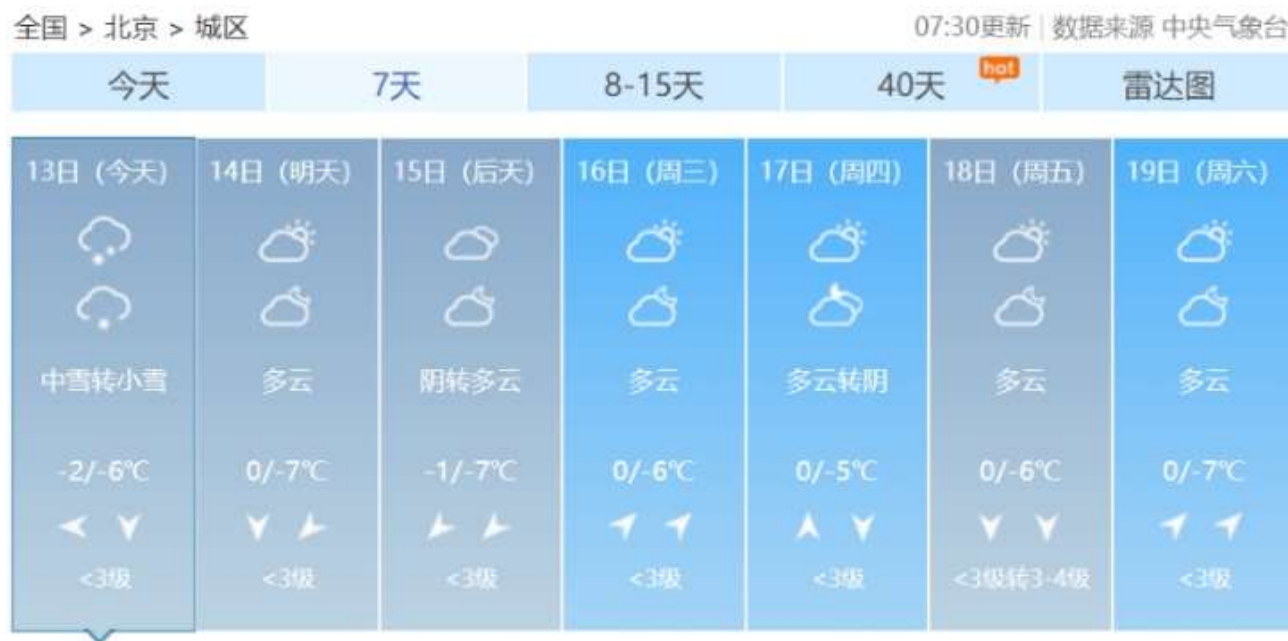 全国 > 北京 > 城区
07:30更新 | 数据来源 中央气象台
今天 7天 8-15天 40天 hot 雷达图
13日（今天） 14日（明天） 15日（后天） 16日（周三） 17日（周四） 18日（周五） 19日（周六）
中雪转小雪 多云 阴转多云 多云 多云转阴 多云 多云
-2/-6℃ 0/-7℃ -1/-7℃ 0/-6℃ 0/-5℃ 0/-6℃ 0/-7℃
<3级 <3级 <3级 <3级 <3级 <3级转3-4级 <3级